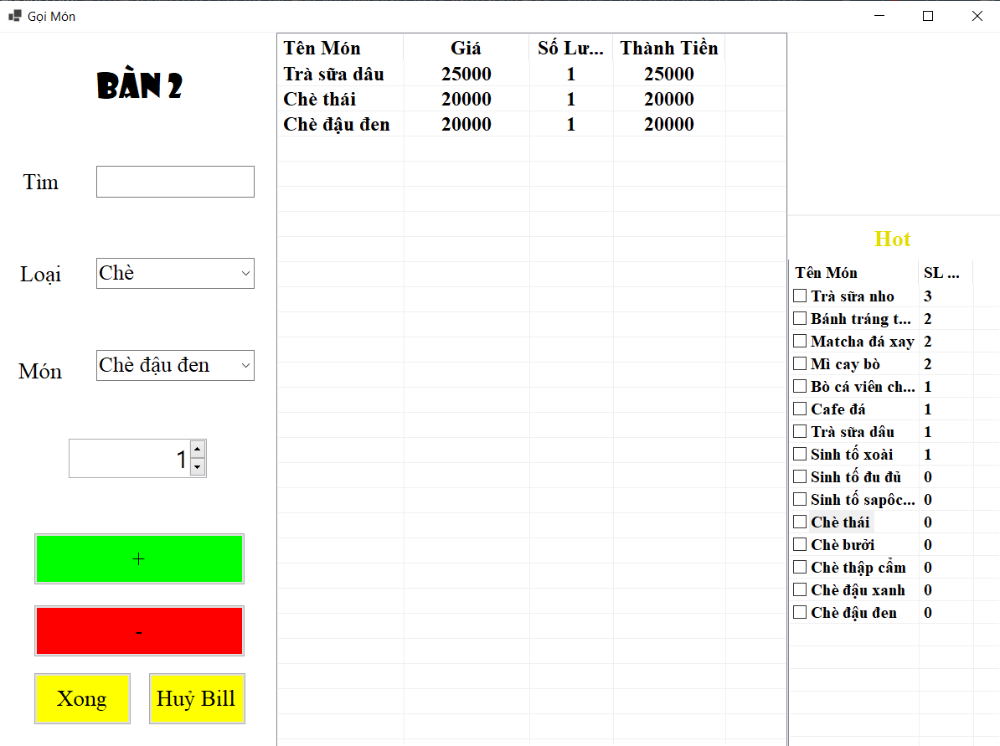 Gọi Món
BÀN 2
Tìm
Loại Chè
Món Chè đậu đen
1
+
-
Xong Huỷ Bill
Tên Món Giá Số Lư... Thành Tiền
Trà sữa dâu 25000 1 25000
Chè thái 20000 1 20000
Chè đậu đen 20000 1 20000
Hot
Tên Món SL ...
Trà sữa nho 3
Bánh tráng t... 2
Matcha đá xay 2
Mì cay bò 2
Bò cá viên ch... 1
Cafe đá 1
Trà sữa dâu 1
Sinh tố xoài 1
Sinh tố đu đủ 0
Sinh tố sapôc... 0
Chè thái 0
Chè bưởi 0
Chè thập cẩm 0
Chè đậu xanh 0
Chè đậu đen 0